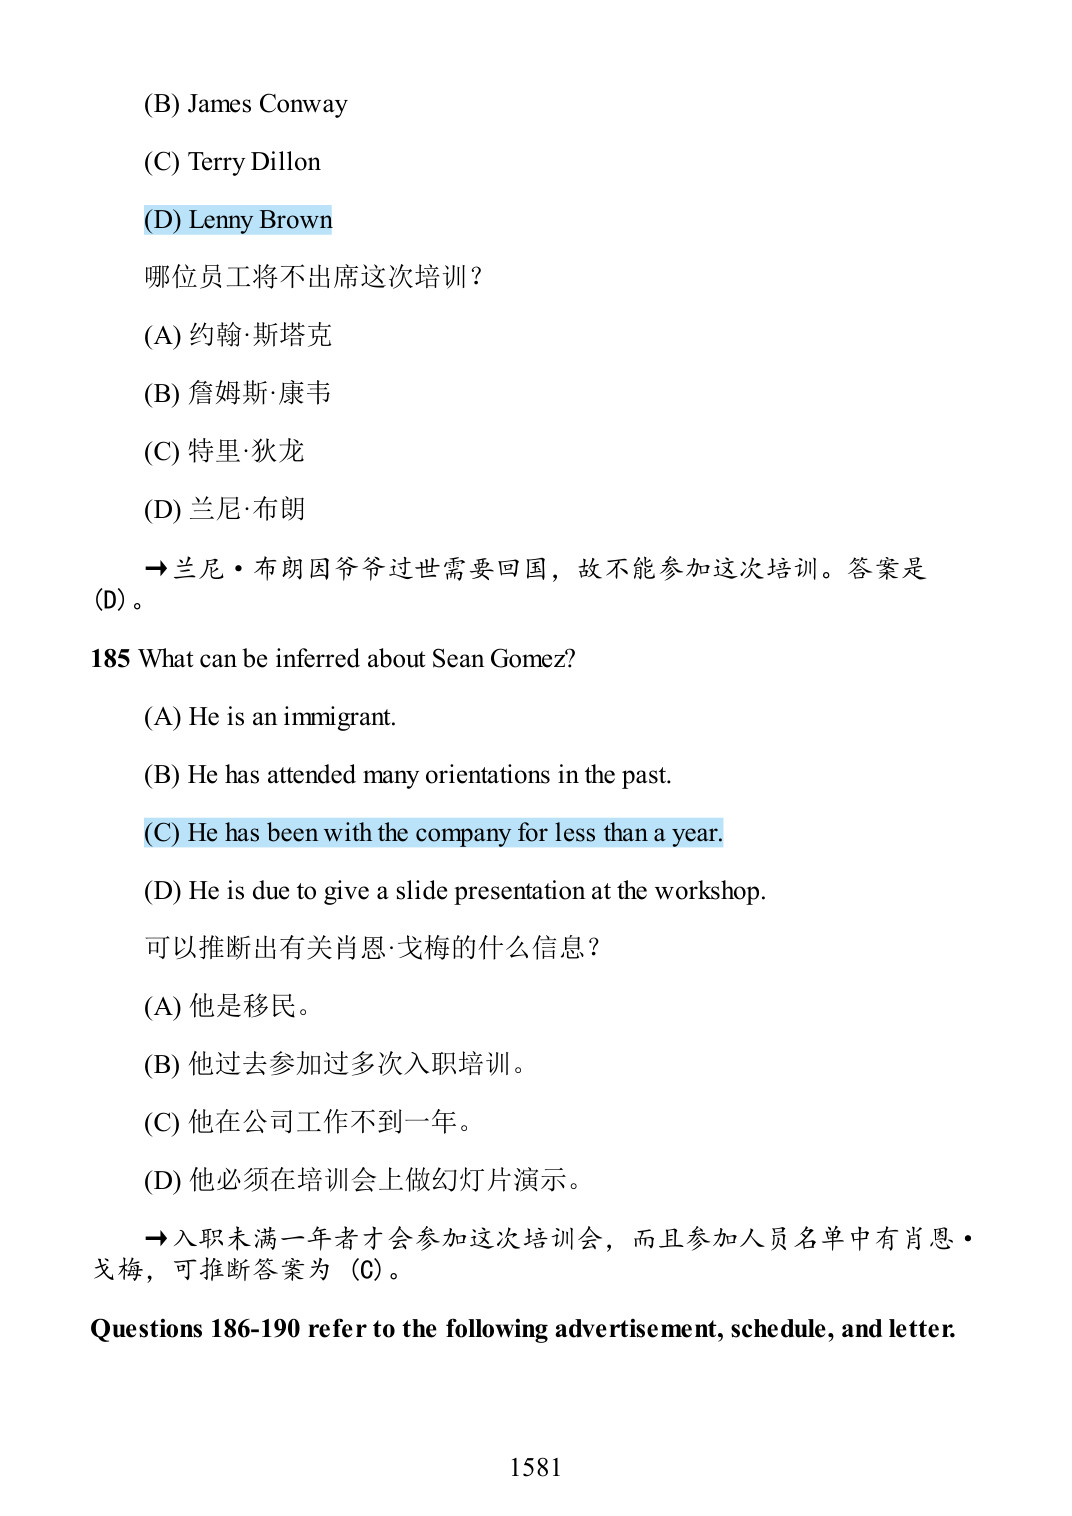 (B) James Conway
(C) Terry Dillon
(D) Lenny Brown
哪位员工将不出席这次培训?
(A) 约翰·斯塔克
(B) 詹姆斯·康韦
(C) 特里·狄龙
(D) 兰尼·布朗
→兰尼·布朗因爷爷过世需要回国，故不能参加这次培训。答案是
(D)。
185 What can be inferred about Sean Gomez?
(A) He is an immigrant.
(B) He has attended many orientations in the past.
(C) He has been with the company for less than a year.
(D) He is due to give a slide presentation at the workshop.
可以推断出有关肖恩·戈梅的什么信息?
(A) 他是移民。
(B) 他过去参加过多次入职培训。
(C) 他在公司工作不到一年。
(D) 他必须在培训会上做幻灯片演示。
→入职未满一年者才会参加这次培训会，而且参加人员名单中有肖恩·
戈梅，可推断答案为 (C)。
Questions 186-190 refer to the following advertisement, schedule, and letter.
1581